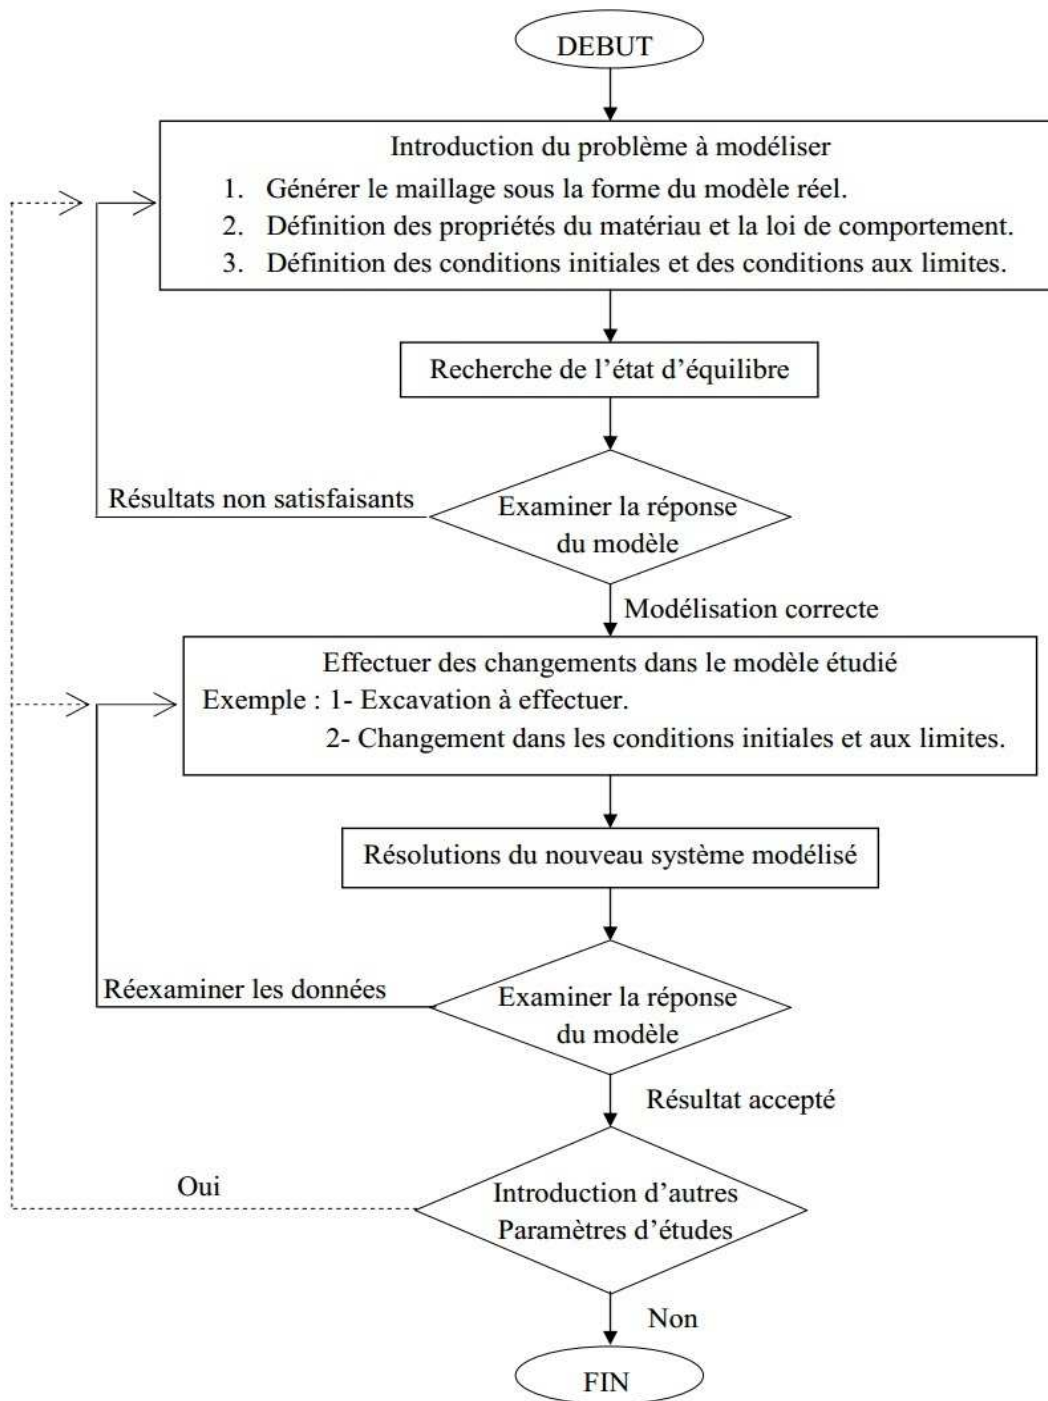 DEBUT
Introduction du problème à modéliser
1. Générer le maillage sous la forme du modèle réel.
2. Définition des propriétés du matériau et la loi de comportement.
3. Définition des conditions initiales et des conditions aux limites.
Recherche de l'état d'équilibre
Résultats non satisfaisants
Examiner la réponse
du modèle
Modélisation correcte
Effectuer des changements dans le modèle étudié
Exemple : 1- Excavation à effectuer.
2- Changement dans les conditions initiales et aux limites.
Résolutions du nouveau système modélisé
Réexaminer les données
Examiner la réponse
du modèle
Résultat accepté
Oui
Introduction d'autres
Paramètres d'études
Non
FIN